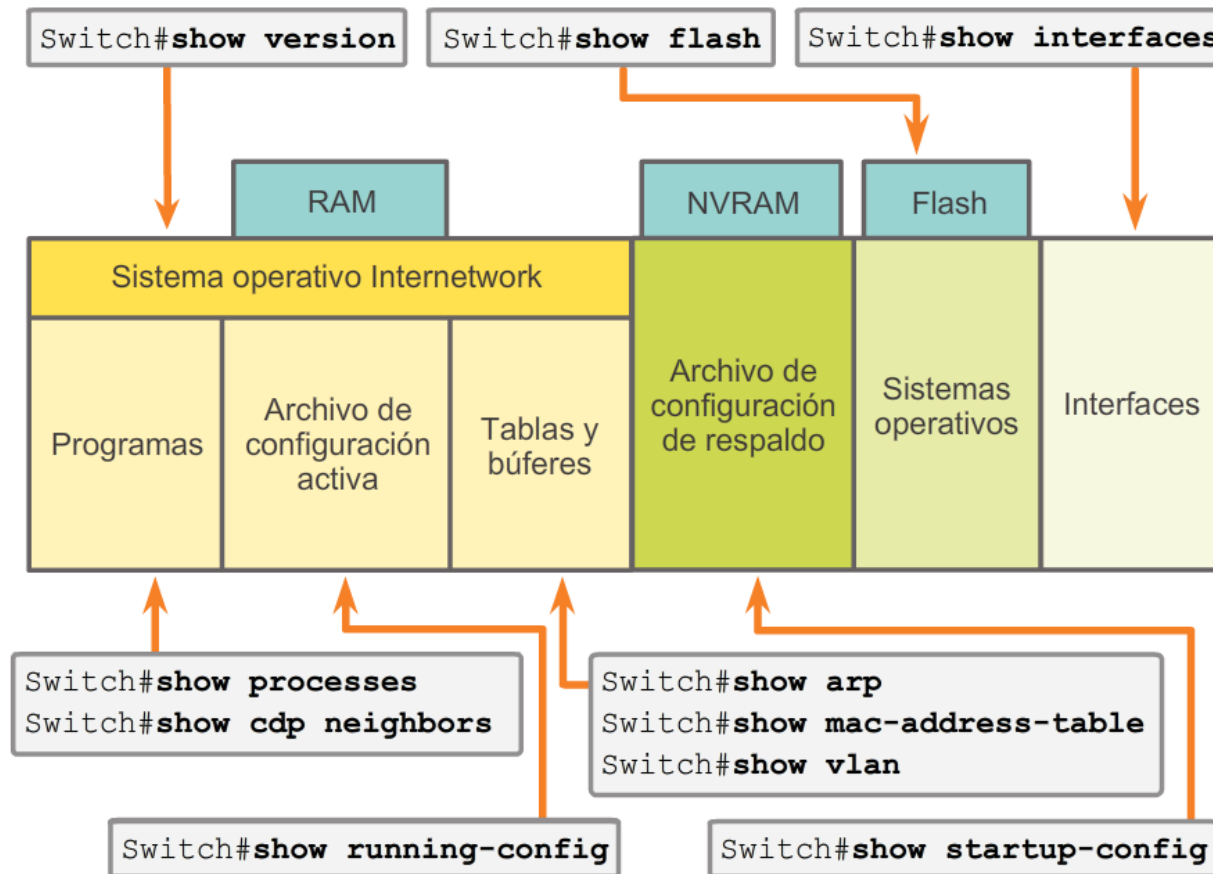 Switch#show version
Switch#show flash
Switch#show interfaces
RAM
NVRAM
Flash
Sistema operativo Internetwork
Programas
Archivo de
configuración
activa
Tablas y
búferes
Archivo de
configuración
de respaldo
Sistemas
operativos
Interfaces
Switch#show processes
Switch#show cdp neighbors
Switch#show arp
Switch#show mac-address-table
Switch#show vlan
Switch#show running-config
Switch#show startup-config